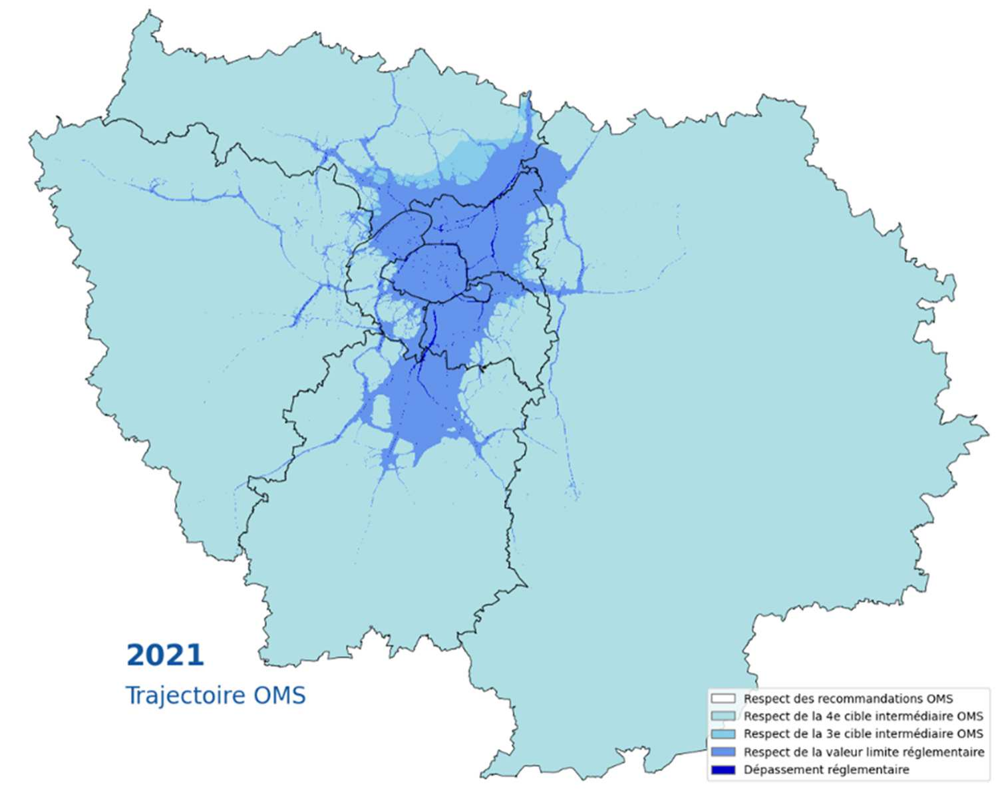 2021
Trajectoire OMS
Respect des recommandations OMS
Respect de la 4e cible intermédiaire OMS
Respect de la 3e cible intermédiaire OMS
Respect de la valeur limite réglementaire
Dépassement réglementaire